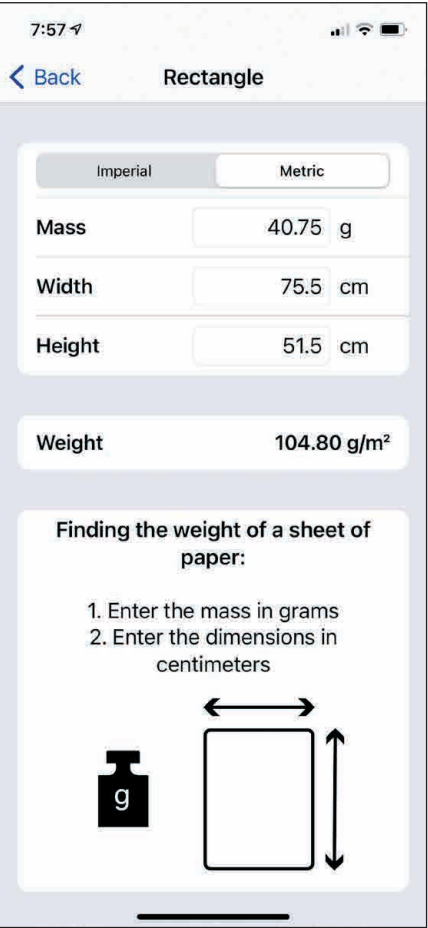 7:57
Back Rectangle
Imperial Metric
Mass 40.75 g
Width 75.5 cm
Height 51.5 cm
Weight 104.80 g/m²
Finding the weight of a sheet of
paper:
1. Enter the mass in grams
2. Enter the dimensions in
centimeters
g